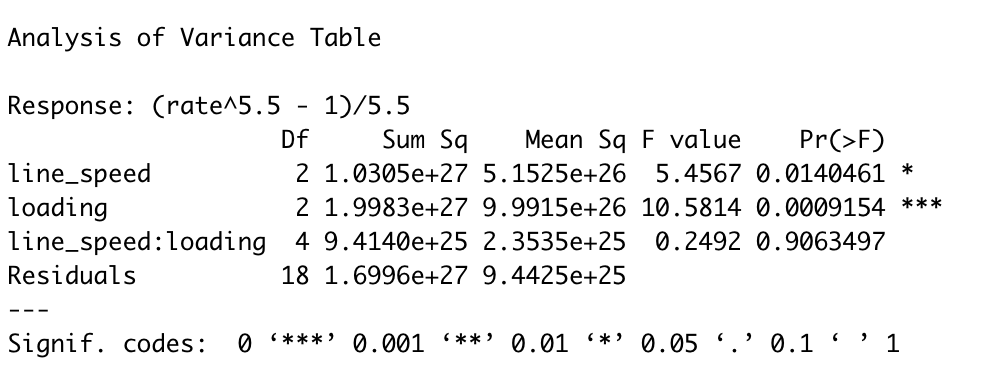 Analysis of Variance Table
Response: (rate^5.5 - 1)/5.5
Df Sum Sq Mean Sq F value Pr(>F)
line_speed 2 1.0305e+27 5.1525e+26 5.4567 0.0140461 *
loading 2 1.9983e+27 9.9915e+26 10.5814 0.0009154 ***
line_speed:loading 4 9.4140e+25 2.3535e+25 0.2492 0.9063497
Residuals 18 1.6996e+27 9.4425e+25
---
Signif. codes: 0 ‘***’ 0.001 ‘**’ 0.01 ‘*’ 0.05 ‘.’ 0.1 ‘ ’ 1